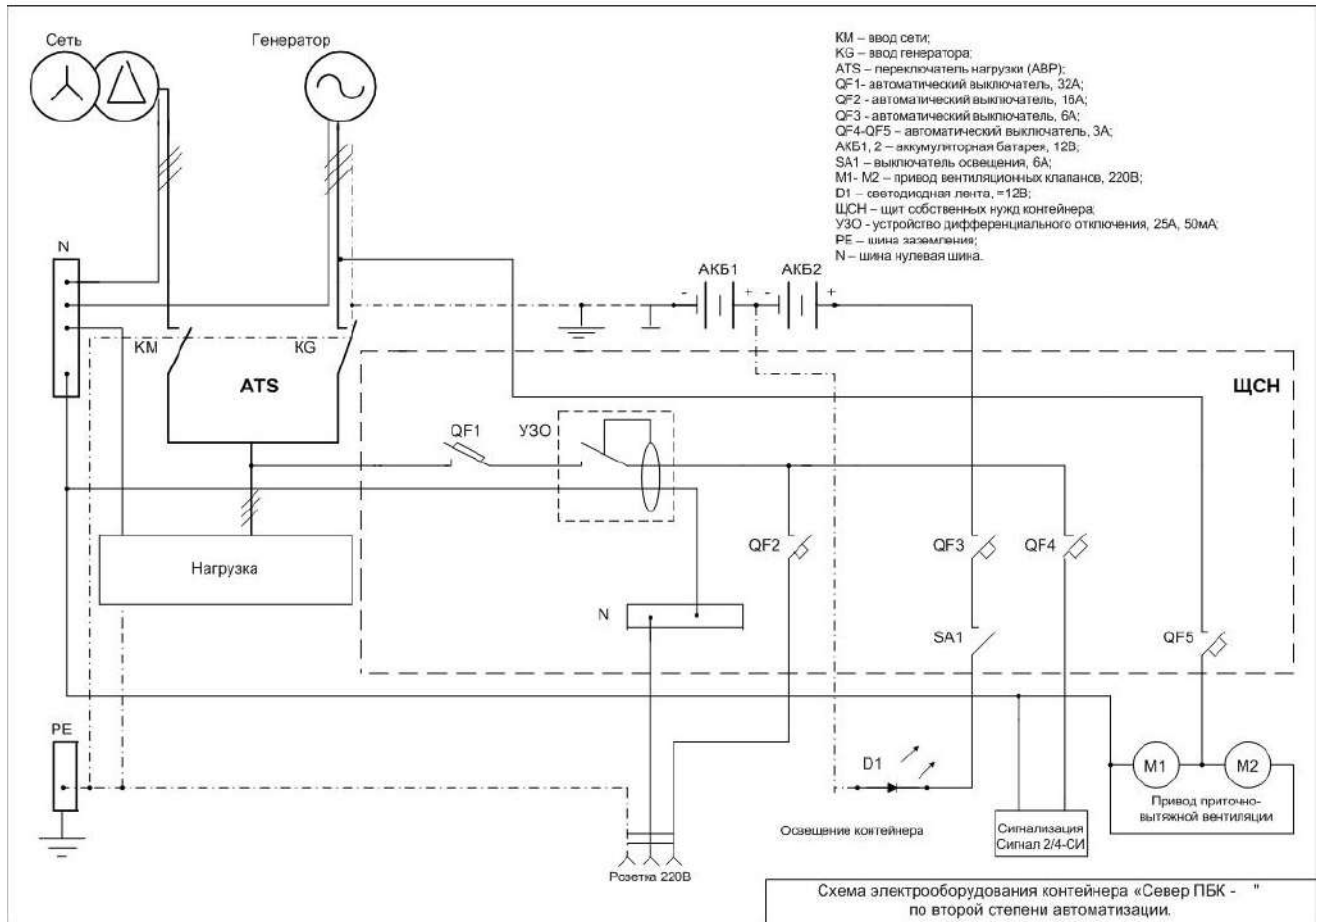 Сеть
Генератор
КМ – ввод сети;
KG – ввод генератора;
ATS – переключатель нагрузки (АВР);
QF1- автоматический выключатель, 32А;
QF2 - автоматический выключатель, 16А;
QF3 - автоматический выключатель, 6А;
QF4-QF5 – автоматический выключатель, 3А;
АКБ1, 2 – аккумуляторная батарея, 12В;
SA1 – выключатель освещения, 6А;
М1- М2 – привод вентиляционных клапанов, 220В;
D1 – светодиодная лента, =12В;
ЩСН – щит собственных нужд контейнера;
УЗО - устройство дифференциального отключения, 25А, 50мА;
РЕ – шина заземления;
N – шина нулевая шина.
N
АКБ1
АКБ2
-
+
-
+
КМ
KG
ATS
ЩСН
QF1
УЗО
QF2
QF3
QF4
Нагрузка
N
SA1
QF5
PE
D1
M1
M2
Привод приточно-
вытяжной вентиляции
Освещение контейнера
Сигнализация
Сигнал 2/4-СИ
Розетка 220В
Схема электрооборудования контейнера «Север ПБК - "
по второй степени автоматизации.